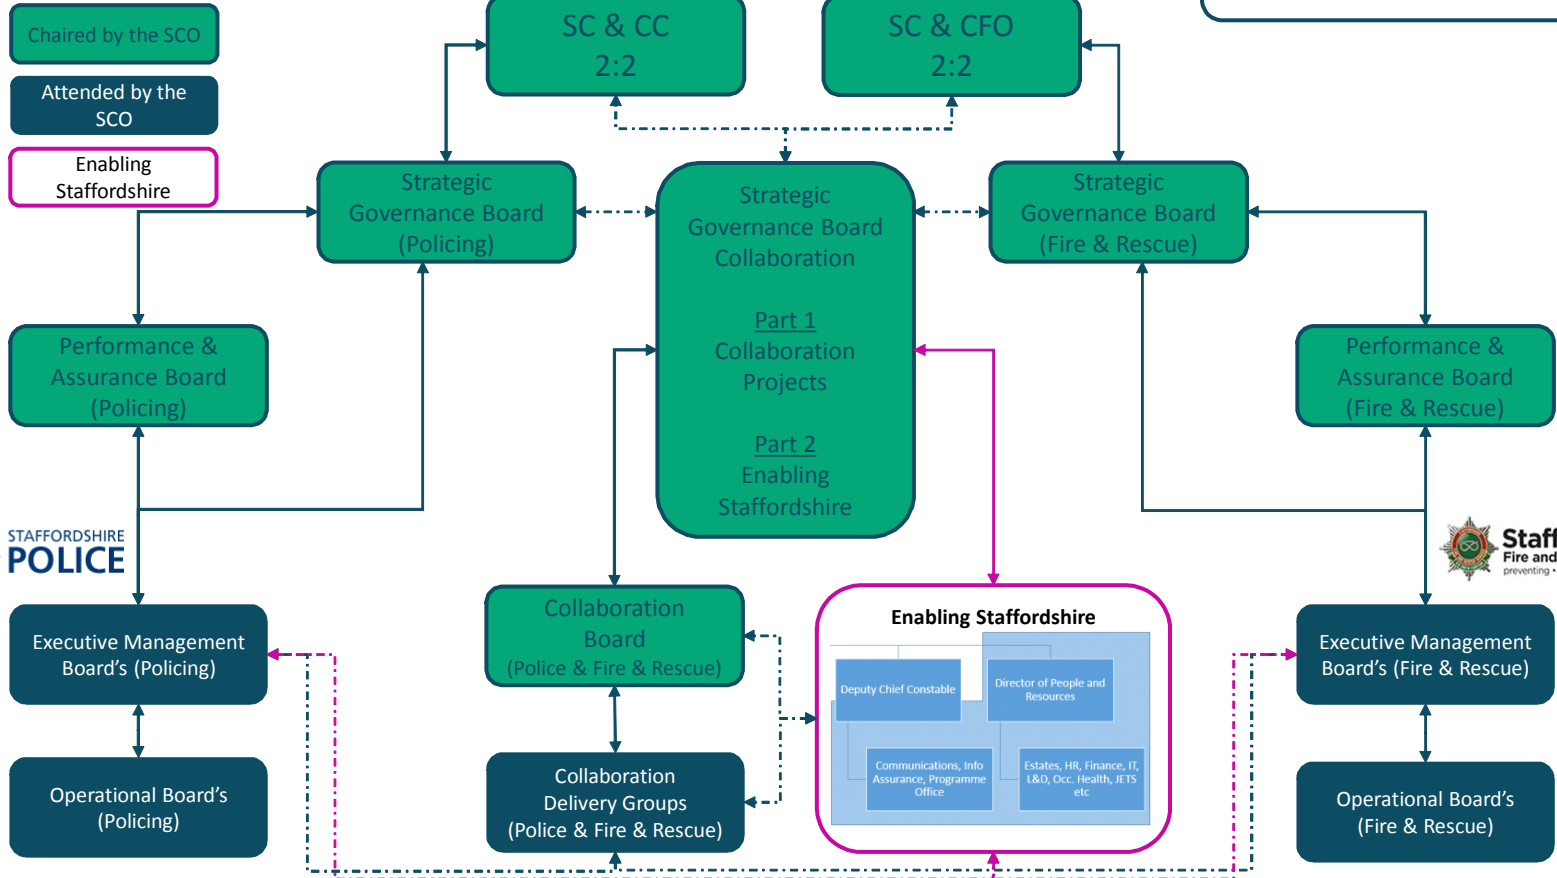 Chaired by the SCO
Attended by the
SCO
Enabling
Staffordshire
SC & CC
2:2
SC & CFO
2:2
Strategic
Governance Board
(Policing)
Strategic
Governance Board
Collaboration
Part 1
Collaboration
Projects
Part 2
Enabling
Staffordshire
Strategic
Governance Board
(Fire & Rescue)
Performance &
Assurance Board
(Policing)
Performance &
Assurance Board
(Fire & Rescue)
STAFFORDSHIRE
POLICE
Staff
Fire and
preventing •
Executive Management
Board's (Policing)
Collaboration
Board
(Police & Fire & Rescue)
Enabling Staffordshire
Deputy Chief Constable
Director of People and
Resources
Communications, Info
Assurance, Programme
Office
Estates, HR, Finance, IT,
L&D, Occ. Health, JETS
etc
Executive Management
Board's (Fire & Rescue)
Operational Board's
(Policing)
Collaboration
Delivery Groups
(Police & Fire & Rescue)
Operational Board's
(Fire & Rescue)